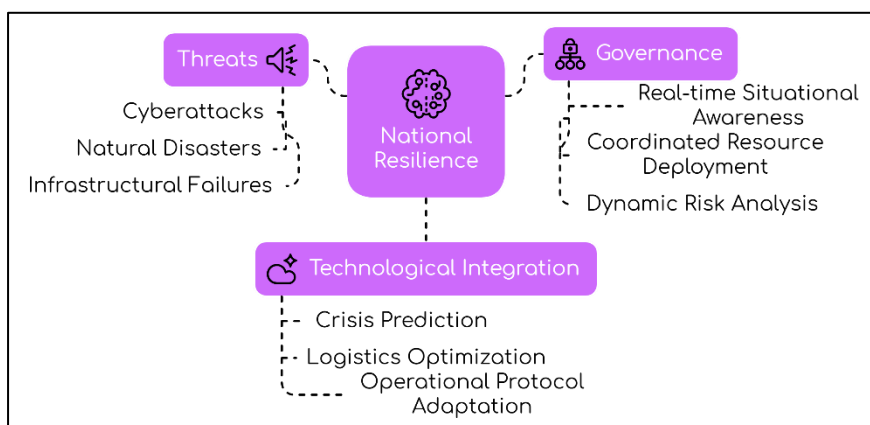 Threats
Cyberattacks
Natural Disasters
Infrastructural Failures
National
Resilience
Governance
Real-time Situational
Awareness
Coordinated Resource
Deployment
Dynamic Risk Analysis
Technological Integration
Crisis Prediction
Logistics Optimization
Operational Protocol
Adaptation